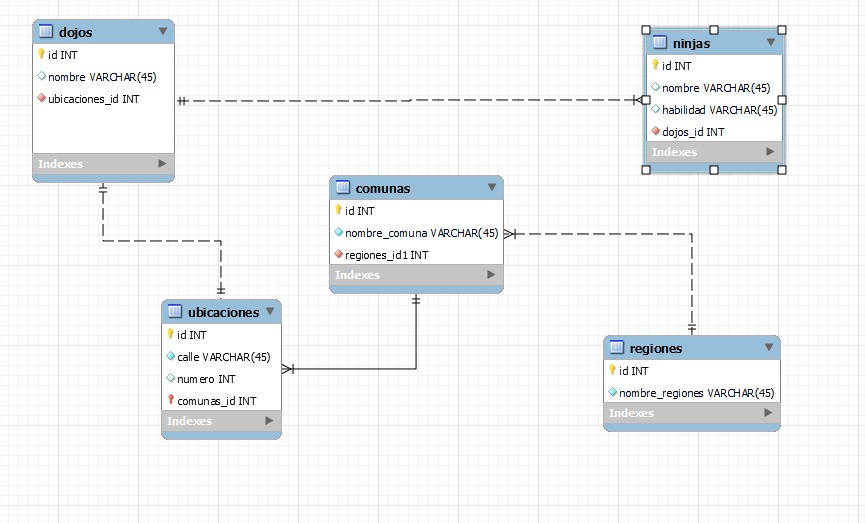 dojos
id INT
nombre VARCHAR(45)
ubicaciones_id INT
Indexes
ninjas
id INT
nombre VARCHAR(45)
habilidad VARCHAR(45)
dojos_id INT
Indexes
comunas
id INT
nombre_comuna VARCHAR(45)
regiones_id1 INT
Indexes
ubicaciones
id INT
calle VARCHAR(45)
numero INT
comunas_id INT
Indexes
regiones
id INT
nombre_regiones VARCHAR(45)
Indexes